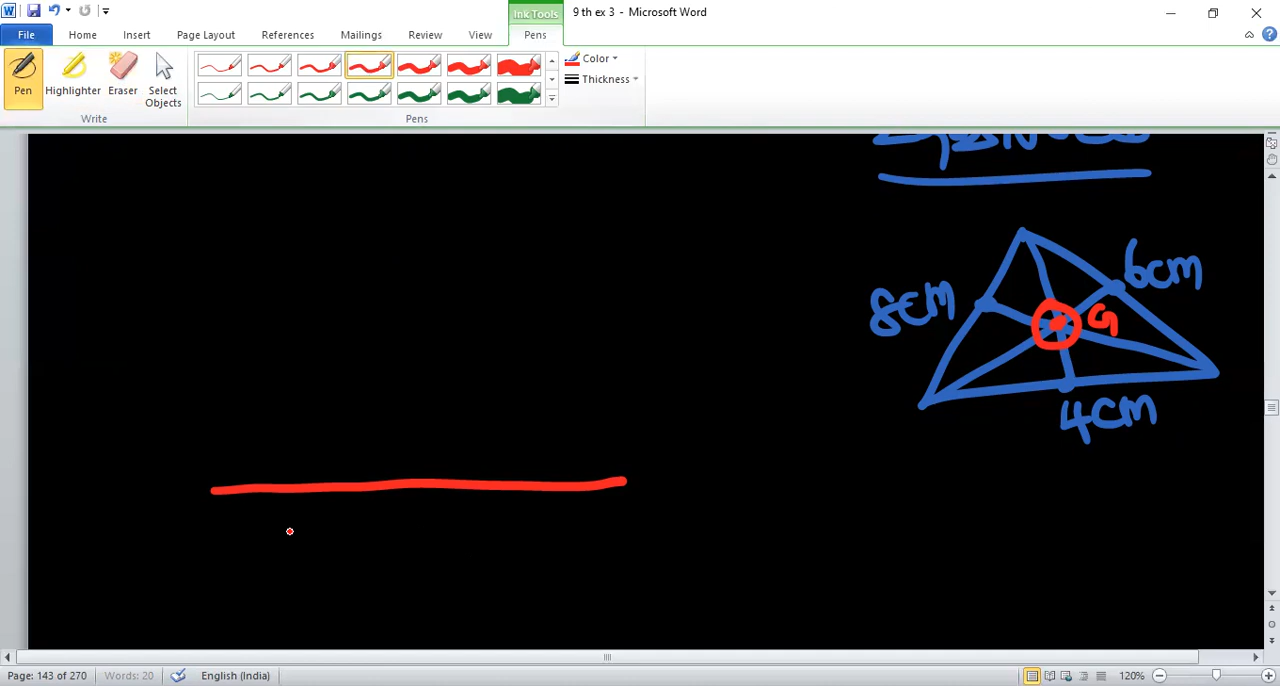 Ink Tools
9 th ex 3 - Microsoft Word
File Home Insert Page Layout References Mailings Review View Pens
Pen Highlighter Eraser Select Objects
Color
Thickness
Write
Pens
8cm
6cm
G
4cm
Page: 143 of 270 Words: 20 English (India) 120%